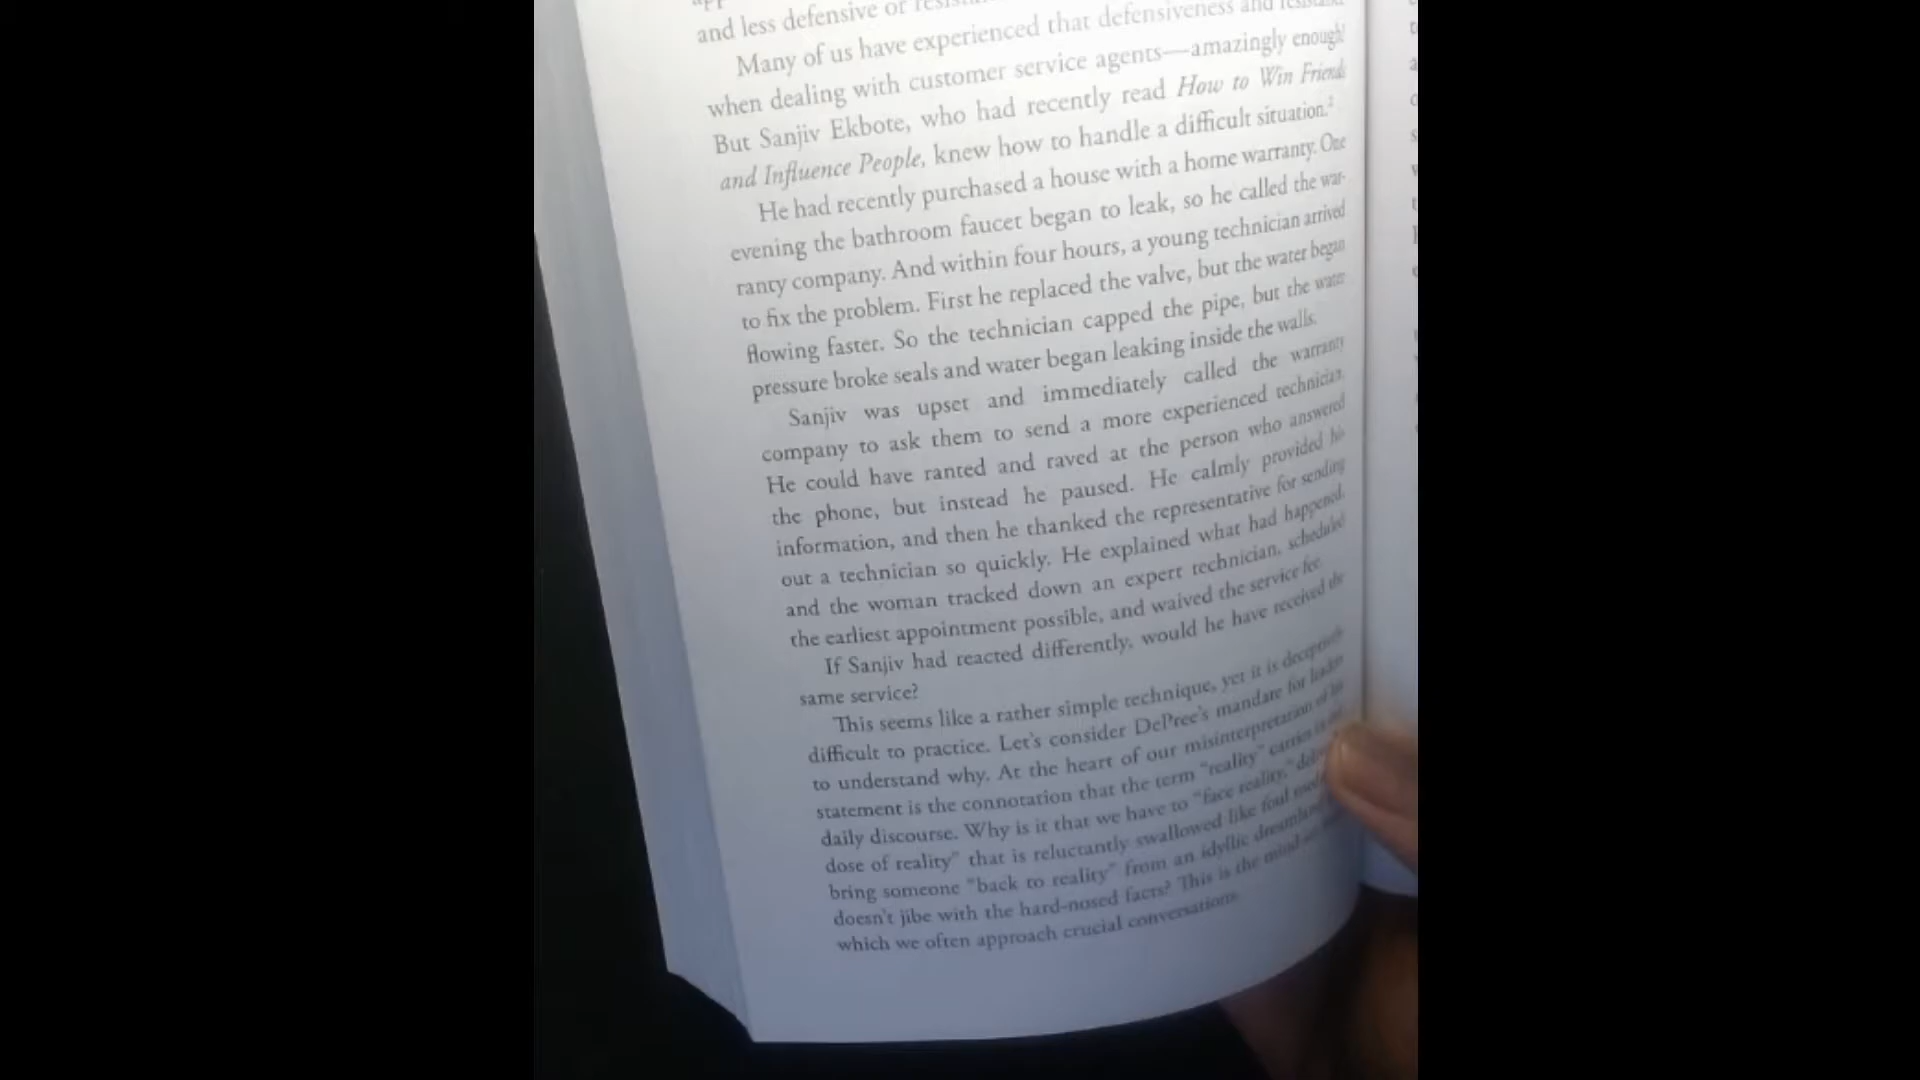 and less defensive or
Many of us have experienced that defensiveness and
when dealing with customer service agents—amazingly enough!
But Sanjiv Ekbote, who had recently read How to Win Friends
and Influence People, knew how to handle a difficult situation.2
He had recently purchased a house with a home warranty. One
evening the bathroom faucet began to leak, so he called the war-
ranty company. And within four hours, a young technician arrived
to fix the problem. First he replaced the valve, but the water began
flowing faster. So the technician capped the pipe, but the water
pressure broke seals and water began leaking inside the walls.
Sanjiv was upset and immediately called the warranty
company to ask them to send a more experienced technician.
He could have ranted and raved at the person who answered
the phone, but instead he paused. He calmly provided his
information, and then he thanked the representative for sending
out a technician so quickly. He explained what had happened,
and the woman tracked down an expert technician, scheduled
the earliest appointment possible, and waived the service fee.
If Sanjiv had reacted differently, would he have received the
same service?
This seems like a rather simple technique, yet it is deceptively
difficult to practice. Let's consider DePree's mandate for leaders
to understand why. At the heart of our misinterpretation of
statement is the connotation that the term "reality" carries in
daily discourse. Why is it that we have to "face reality,"
dose of reality" that is reluctantly swallowed like foul
bring someone "back to reality" from an idyllic dreamland
doesn't jibe with the hard-nosed facts? This is the mind
which we often approach crucial conversations.